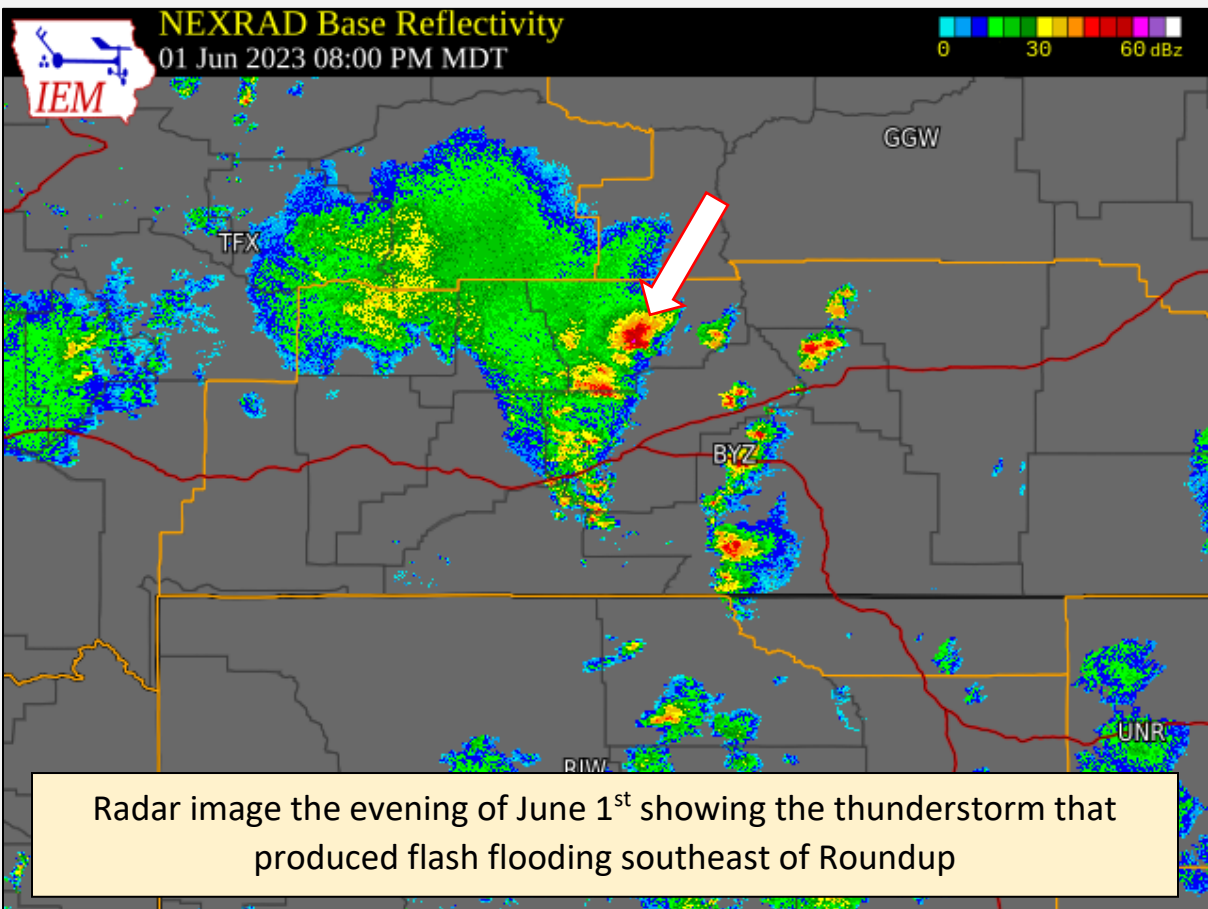 NEXRAD Base Reflectivity
01 Jun 2023 08:00 PM MDT
IEM
0 30 60 dBz
GGW
TFX
BYZ
UNR
RIW
Radar image the evening of June 1st showing the thunderstorm that
produced flash flooding southeast of Roundup